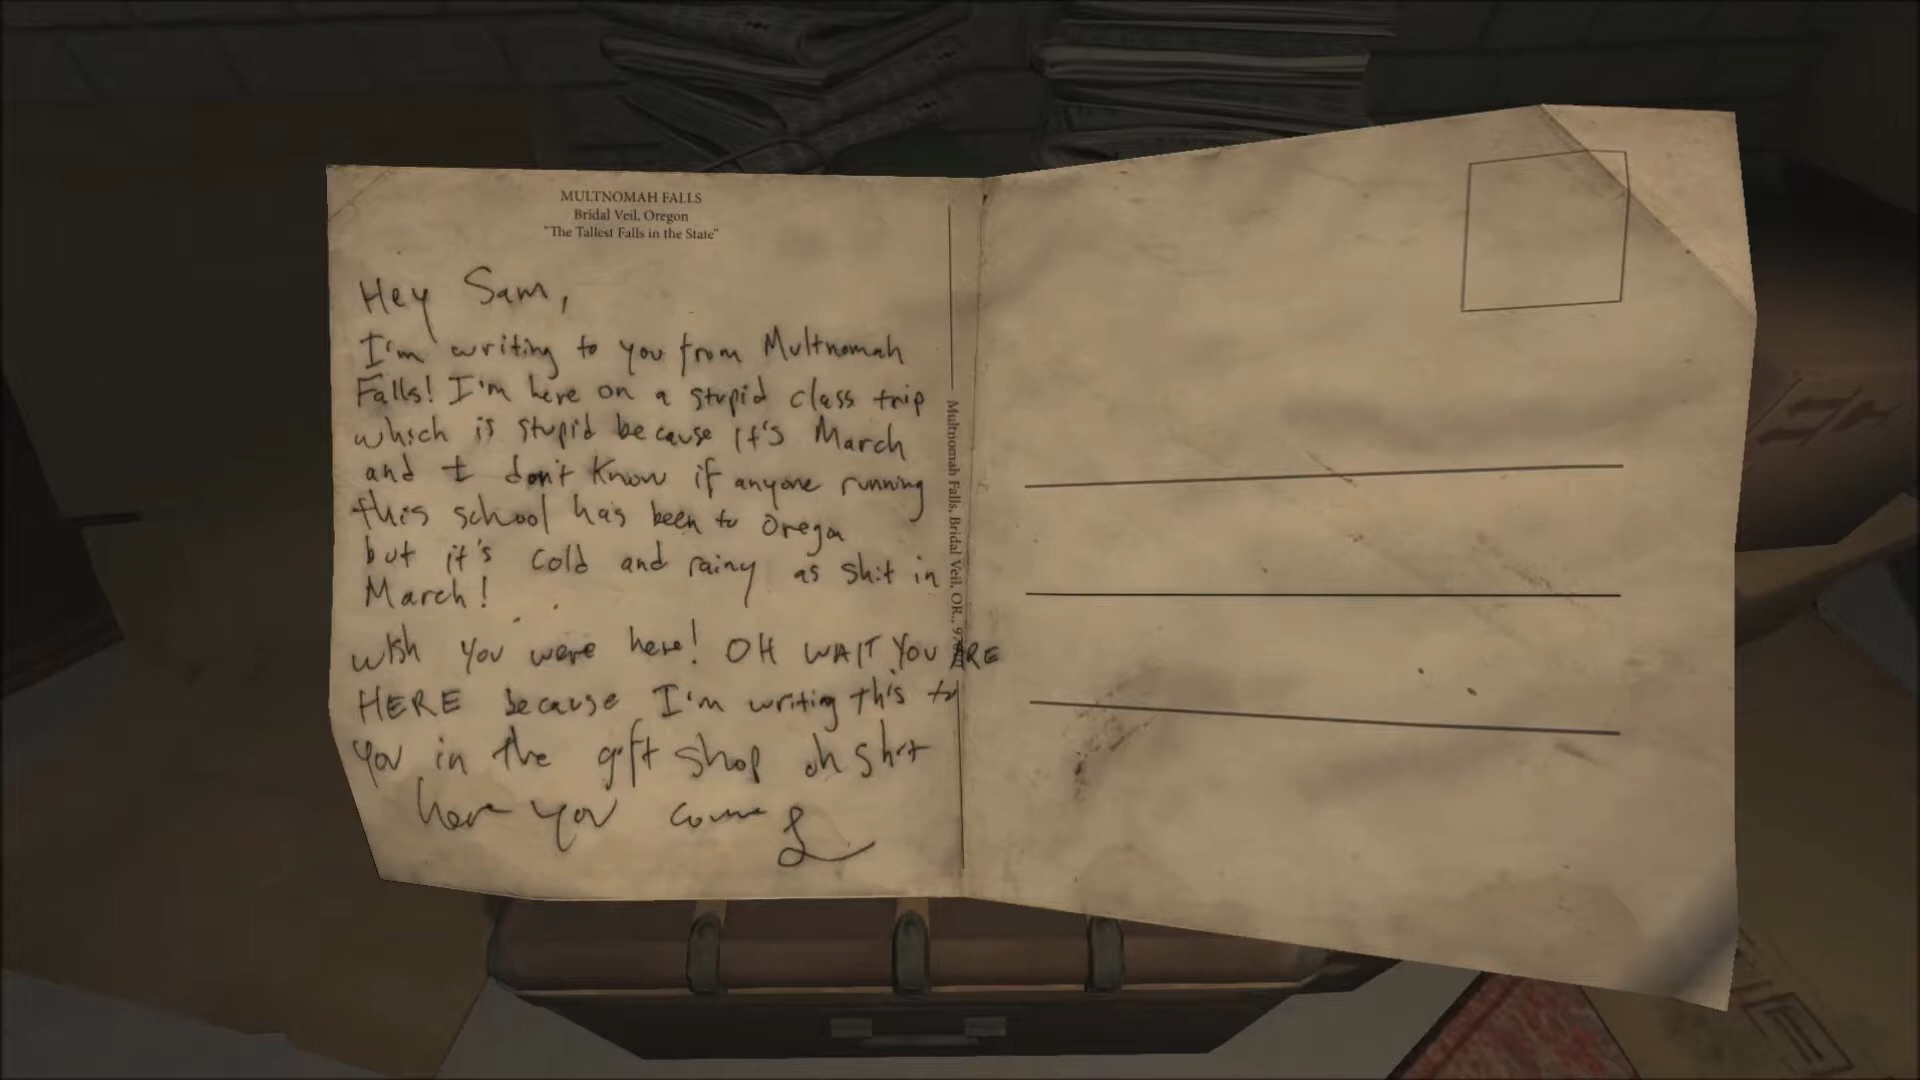 MULTNOMAH FALLS
Bridal Veil, Oregon
"The Tallest Falls in the State"
Hey Sam,
I'm writing to you from Multnomah
Falls! I'm here on a stupid class trip
which is stupid because it's March
and I don't know if anyone running
this school has been to Oregon
but it's cold and rainy as shit in
March!
wish you were here! OH WAIT YOU ARE
HERE because I'm writing this to
you in the gift shop oh shit
here you come
L
Multnomah Falls, Bridal Veil, OR.,